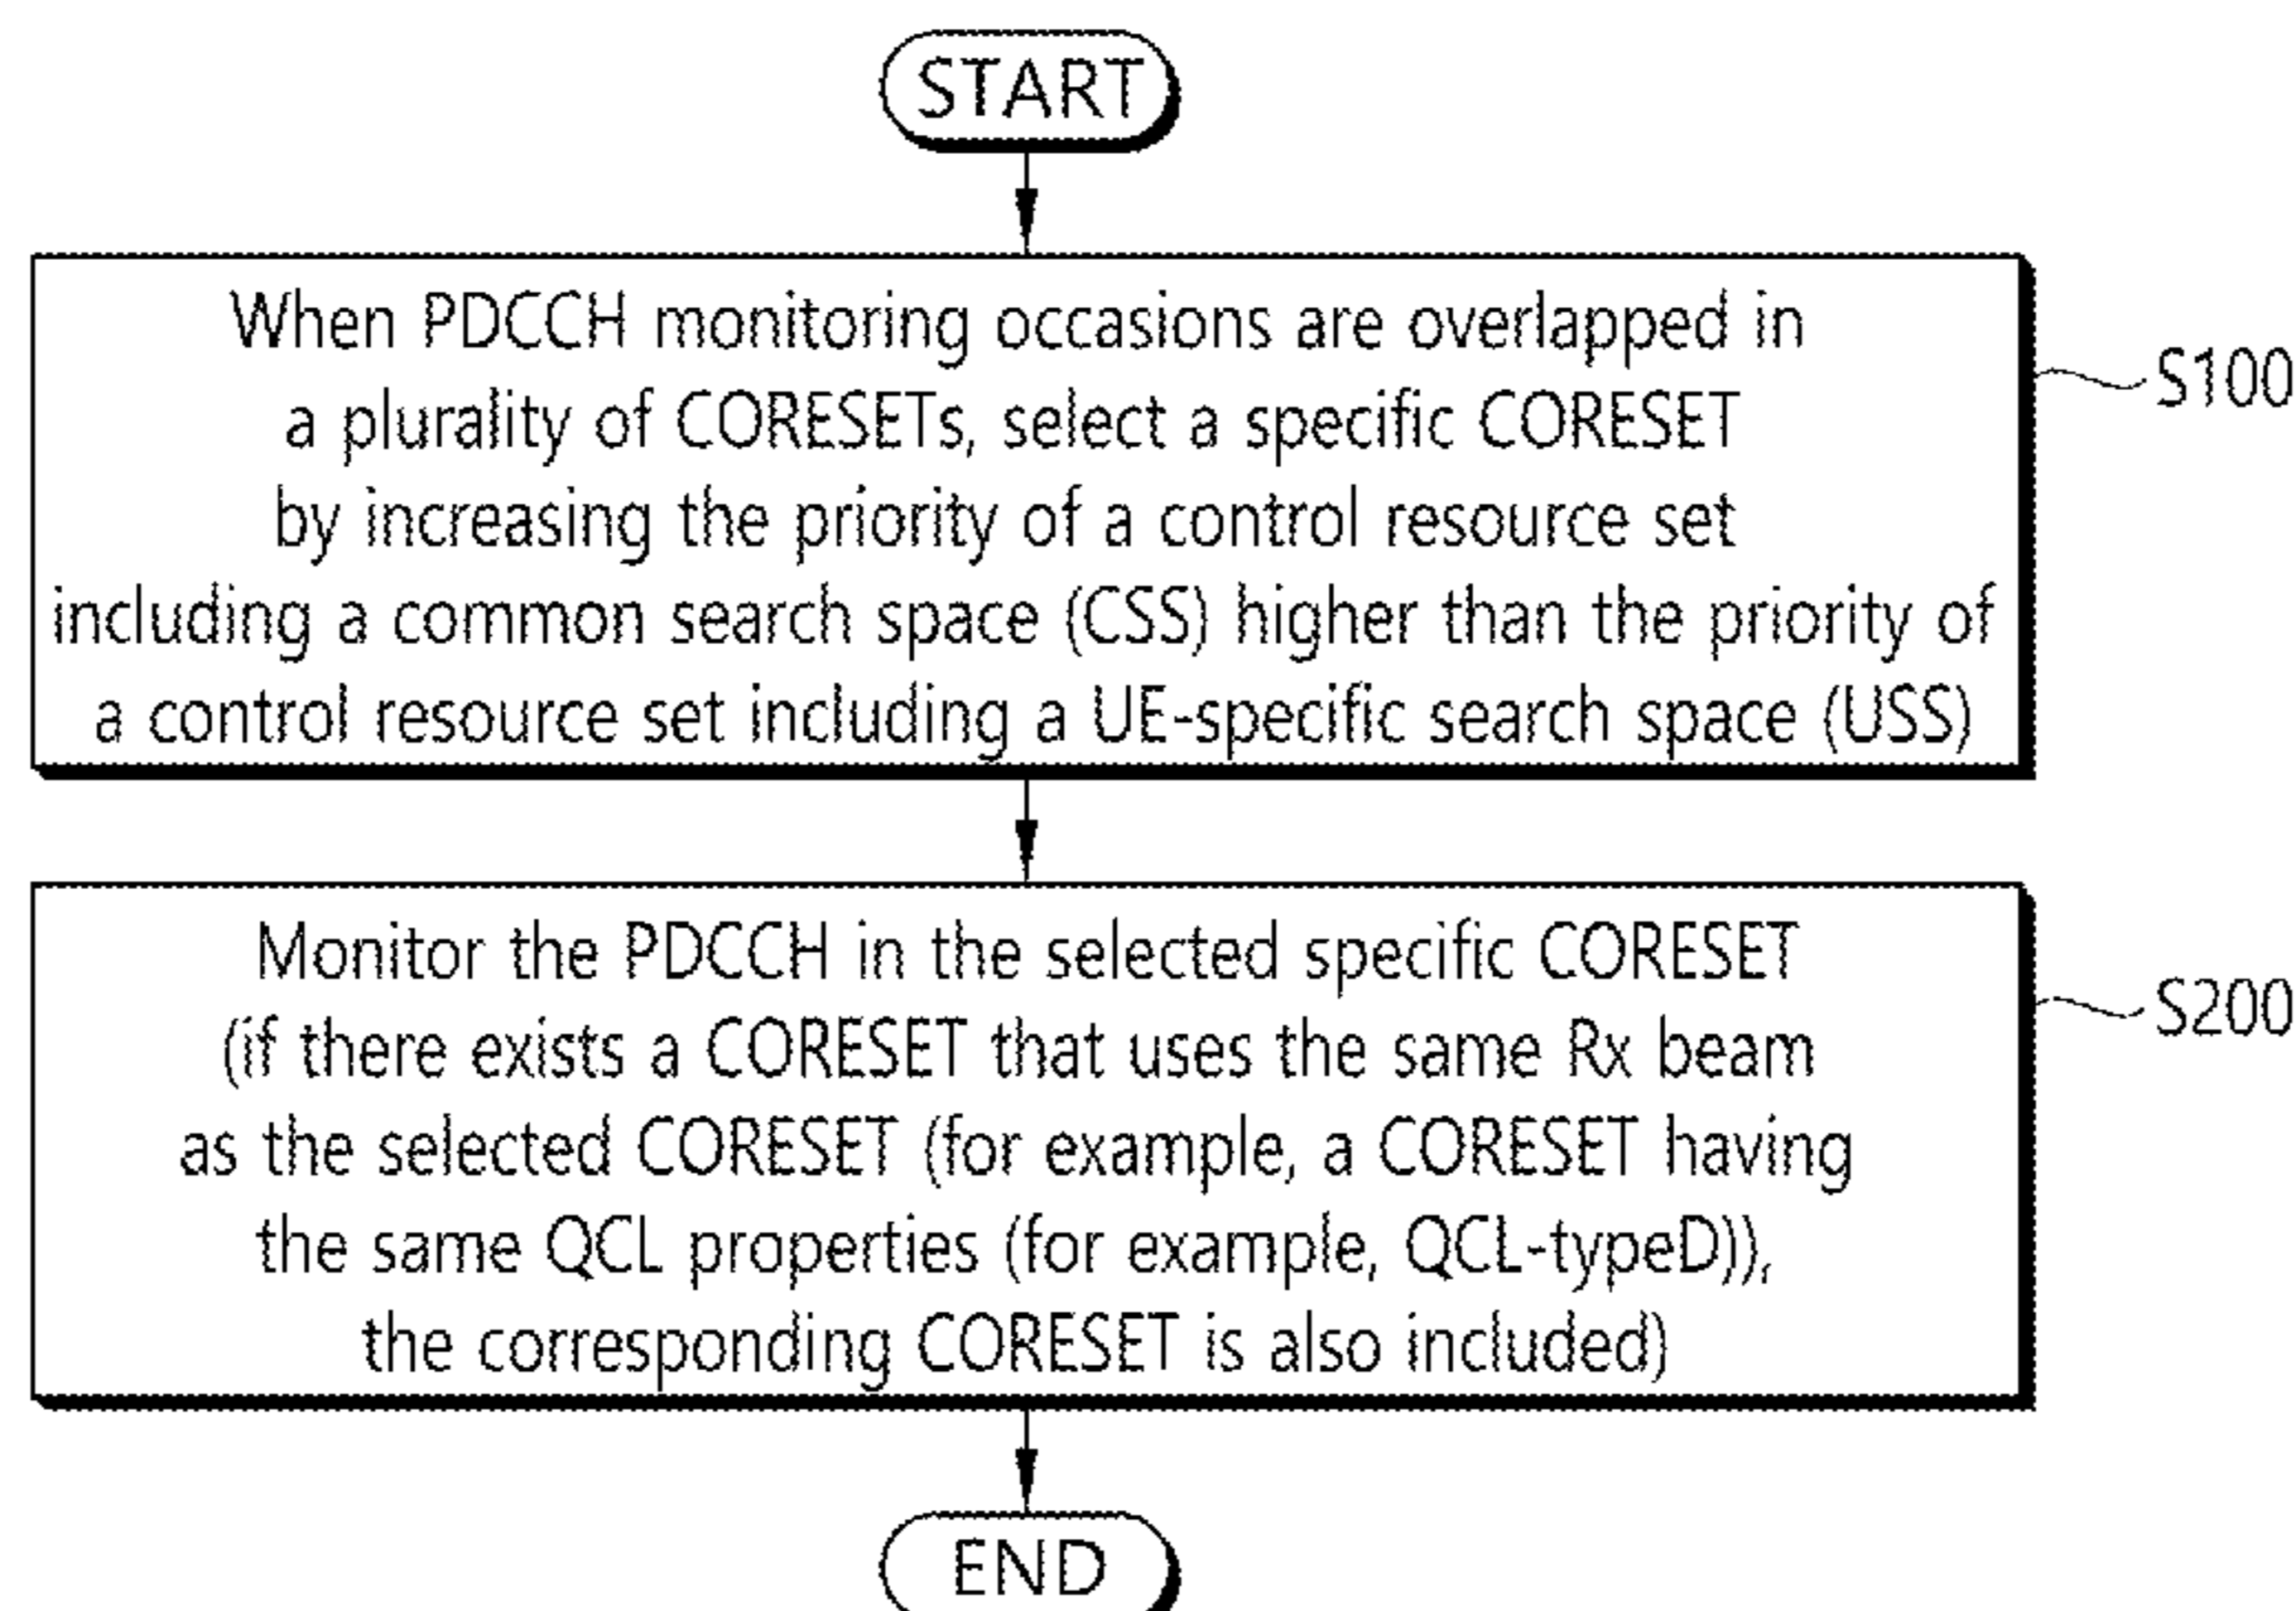 START
When PDCCH monitoring occasions are overlapped in
a plurality of CORESETs, select a specific CORESET
by increasing the priority of a control resource set
including a common search space (CSS) higher than the priority of
a control resource set including a UE-specific search space (USS)
S100
Monitor the PDCCH in the selected specific CORESET
(if there exists a CORESET that uses the same Rx beam
as the selected CORESET (for example, a CORESET having
the same QCL properties (for example, QCL-typeD)),
the corresponding CORESET is also included)
S200
END